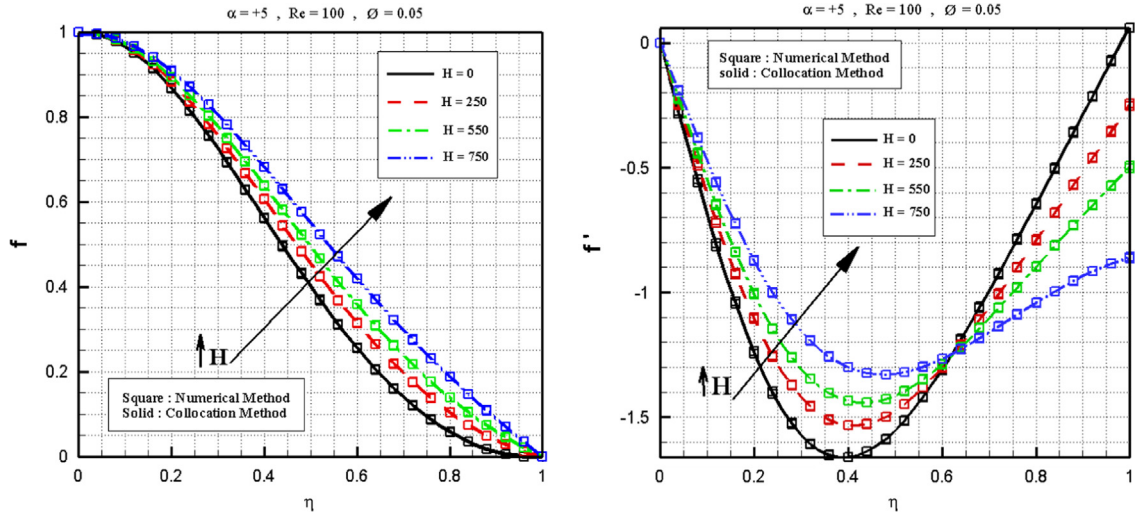 α = +5 , Re = 100 , Ø = 0.05
1
0.8
0.6
0.4
0.2
0
f
0
0.2
0.4
0.6
0.8
1
η
H = 0
H = 250
H = 550
H = 750
H
Square : Numerical Method
Solid : Collocation Method
α = +5 , Re = 100 , Ø = 0.05
0
-0.5
-1
-1.5
f '
0
0.2
0.4
0.6
0.8
1
η
Square : Numerical Method
solid : Collocation Method
H = 0
H = 250
H = 550
H = 750
H